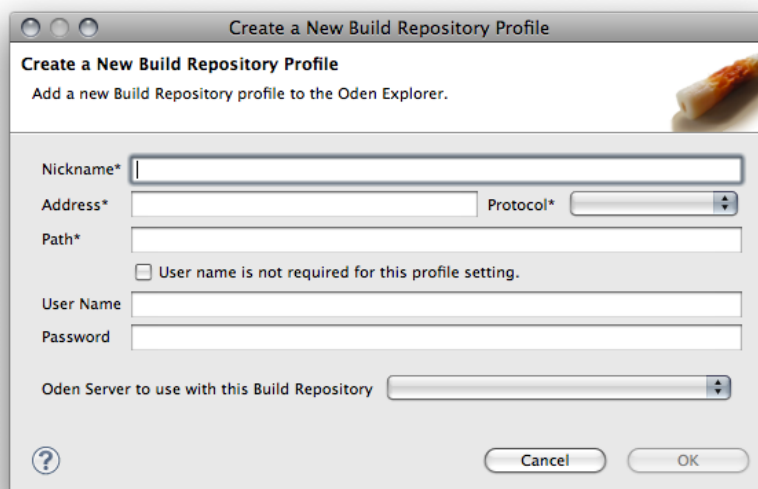 Create a New Build Repository Profile
Create a New Build Repository Profile
Add a new Build Repository profile to the Oden Explorer.
Nickname*
Address* Protocol*
Path*
User name is not required for this profile setting.
User Name
Password
Oden Server to use with this Build Repository
? Cancel OK